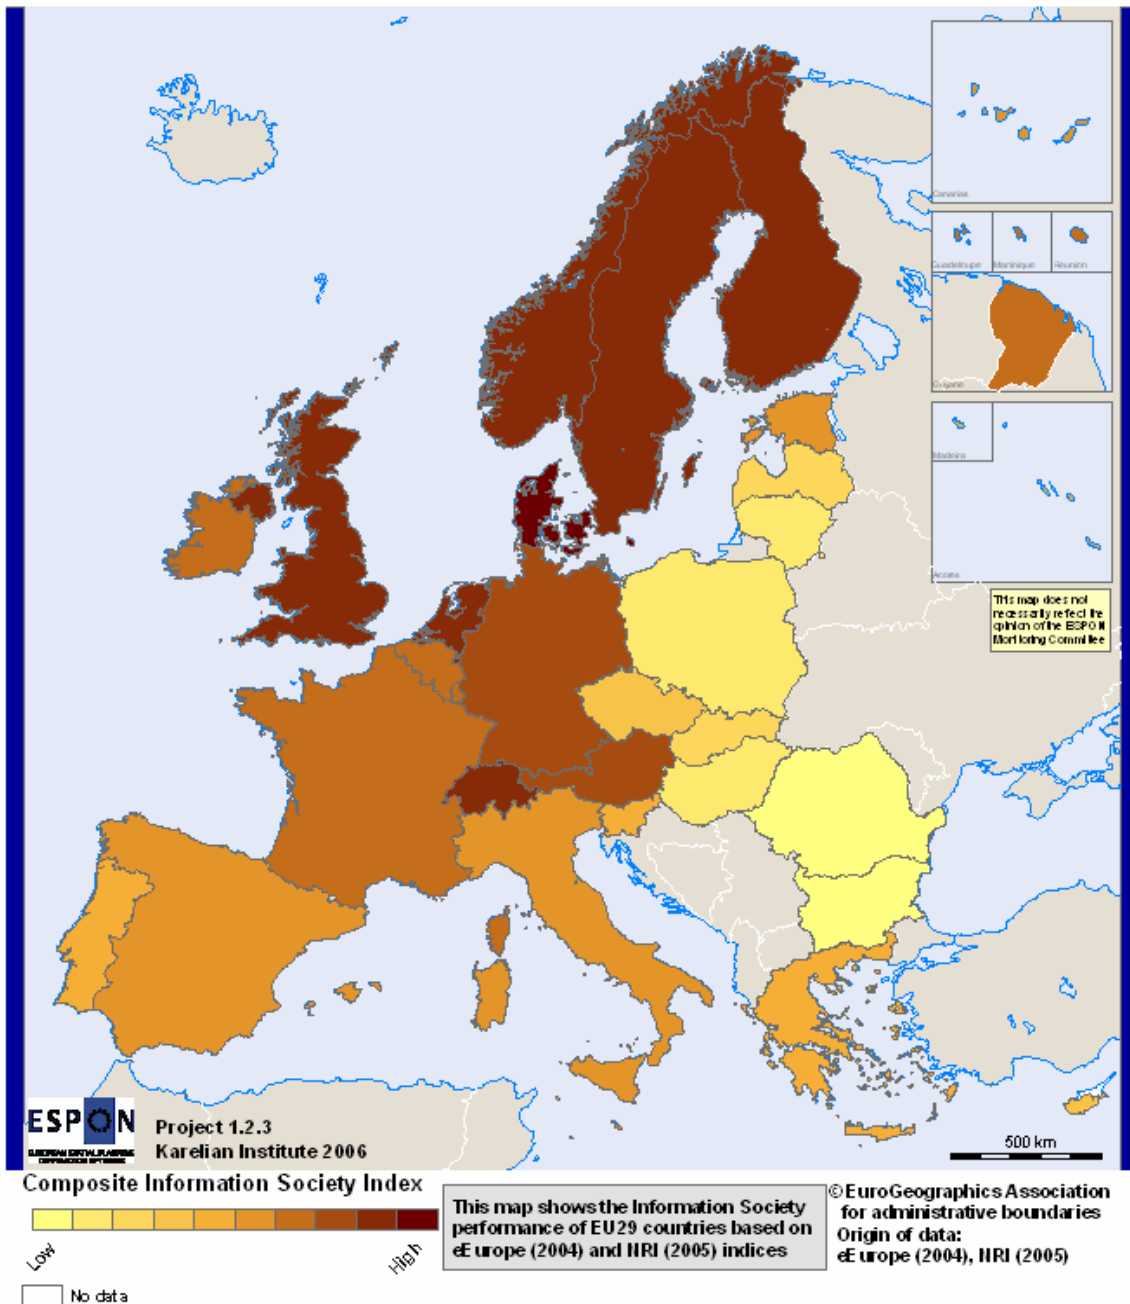 Canarias
Guadeloupe
Martinique
Réunion
Guyane
Madeira
Acores
This map does not
necessarily reflect the
opinion of the ESPON
Monitoring Committee
ESPON
Project 1.2.3
Karelian Institute 2006
500 km
Composite Information Society Index
Low
High
No data
This map shows the Information Society
performance of EU29 countries based on
eEurope (2004) and NRI (2005) indices
© EuroGeographics Association
for administrative boundaries
Origin of data:
eEurope (2004), NRI (2005)